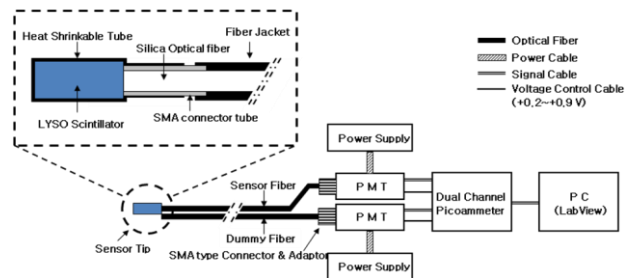 Heat Shrinkable Tube
Silica Optical fiber
Fiber Jacket
LYSO Scintillator
SMA connector tube
Optical Fiber
Power Cable
Signal Cable
Voltage Control Cable
(+0.2~+0.9 V)
Power Supply
Sensor Fiber
PMT
Dual Channel
Picoammeter
PC
(LabView)
PMT
Dummy Fiber
Sensor Tip
SMA type Connector & Adaptor
Power Supply